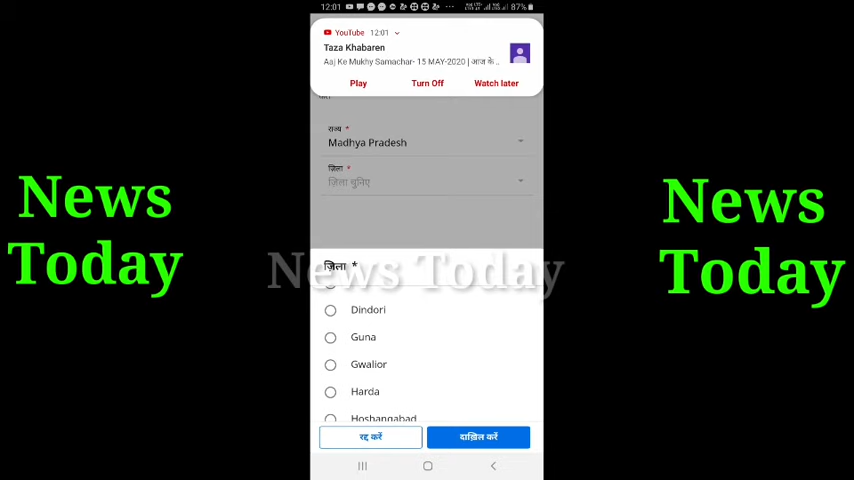 12:01
87%
YouTube 12:01
Taza Khabaren
Aaj Ke Mukhy Samachar- 15 MAY-2020 | आज के ..
Play Turn Off Watch later
राज्य *
Madhya Pradesh
ज़िला *
ज़िला चुनिए
News Today
News Today
News Today
ज़िला *
Dindori
Guna
Gwalior
Harda
Hoshangabad
रद्द करें
दाख़िल करें